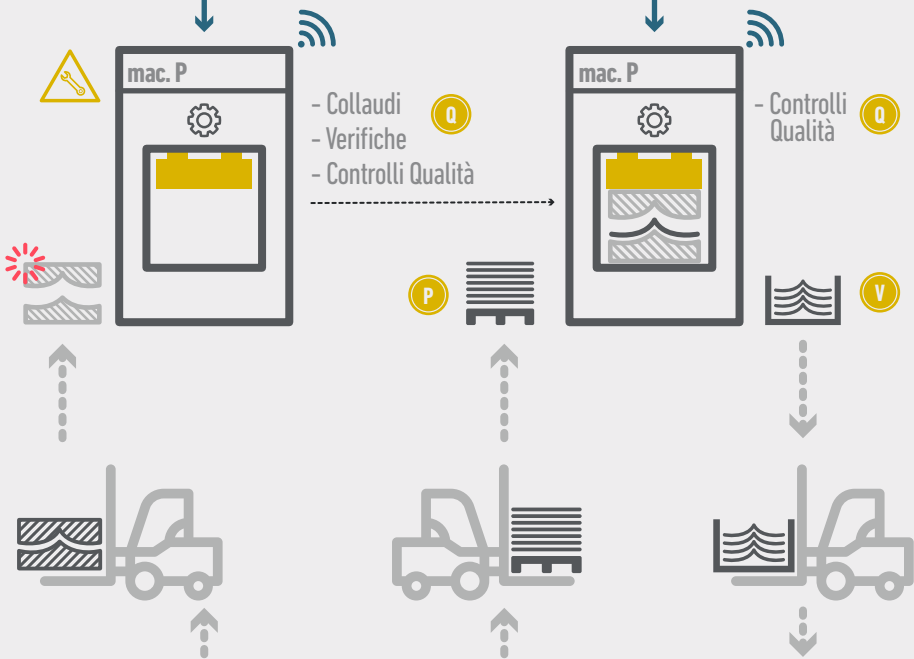 mac. P
- Collaudi
- Verifiche
- Controlli Qualità
Q
mac. P
- Controlli
Qualità
Q
P
V